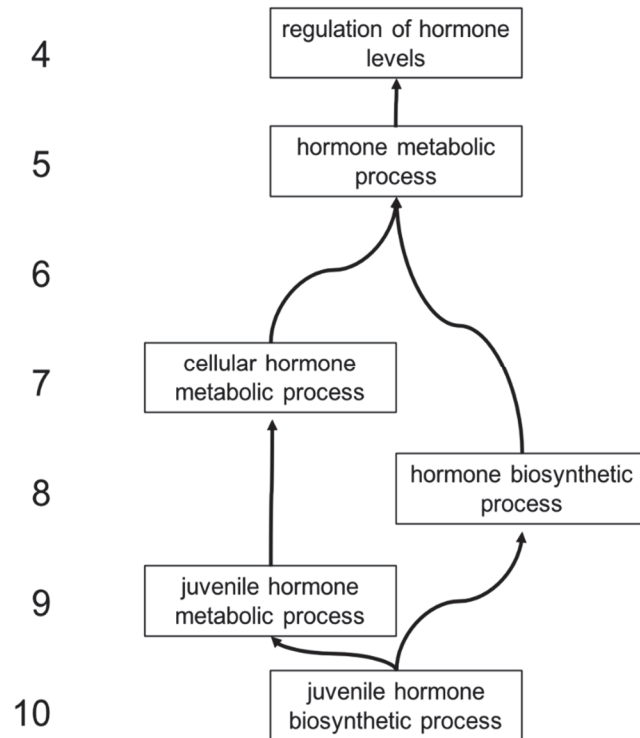 4
regulation of hormone
levels
5
hormone metabolic
process
6
7
cellular hormone
metabolic process
8
hormone biosynthetic
process
9
juvenile hormone
metabolic process
10
juvenile hormone
biosynthetic process